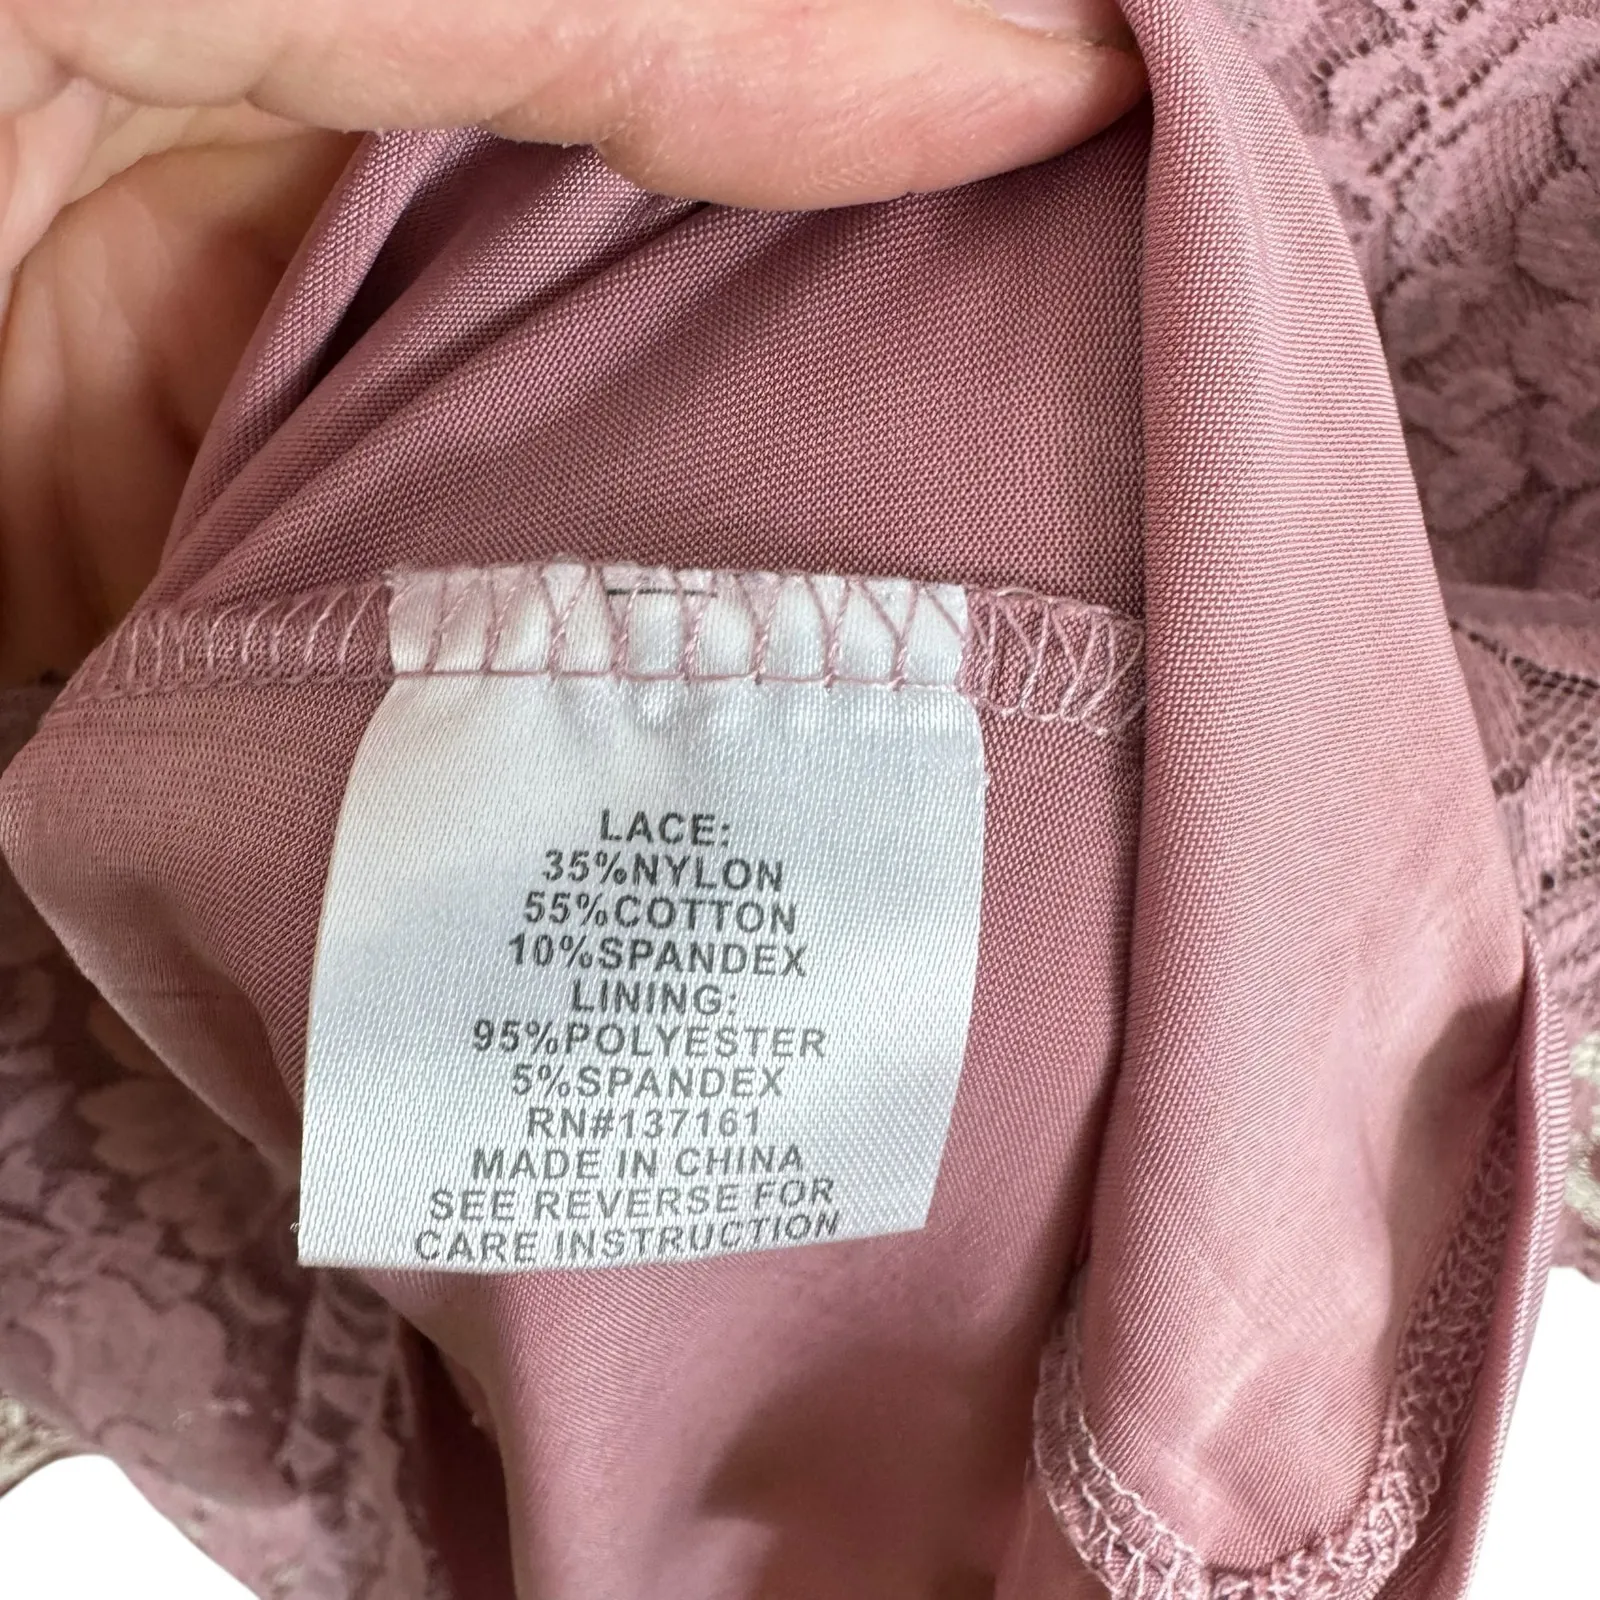 LACE:
35%NYLON
55%COTTON
10%SPANDEX
LINING:
95%POLYESTER
5%SPANDEX
RN#137161
MADE IN CHINA
SEE REVERSE FOR
CARE INSTRUCTION